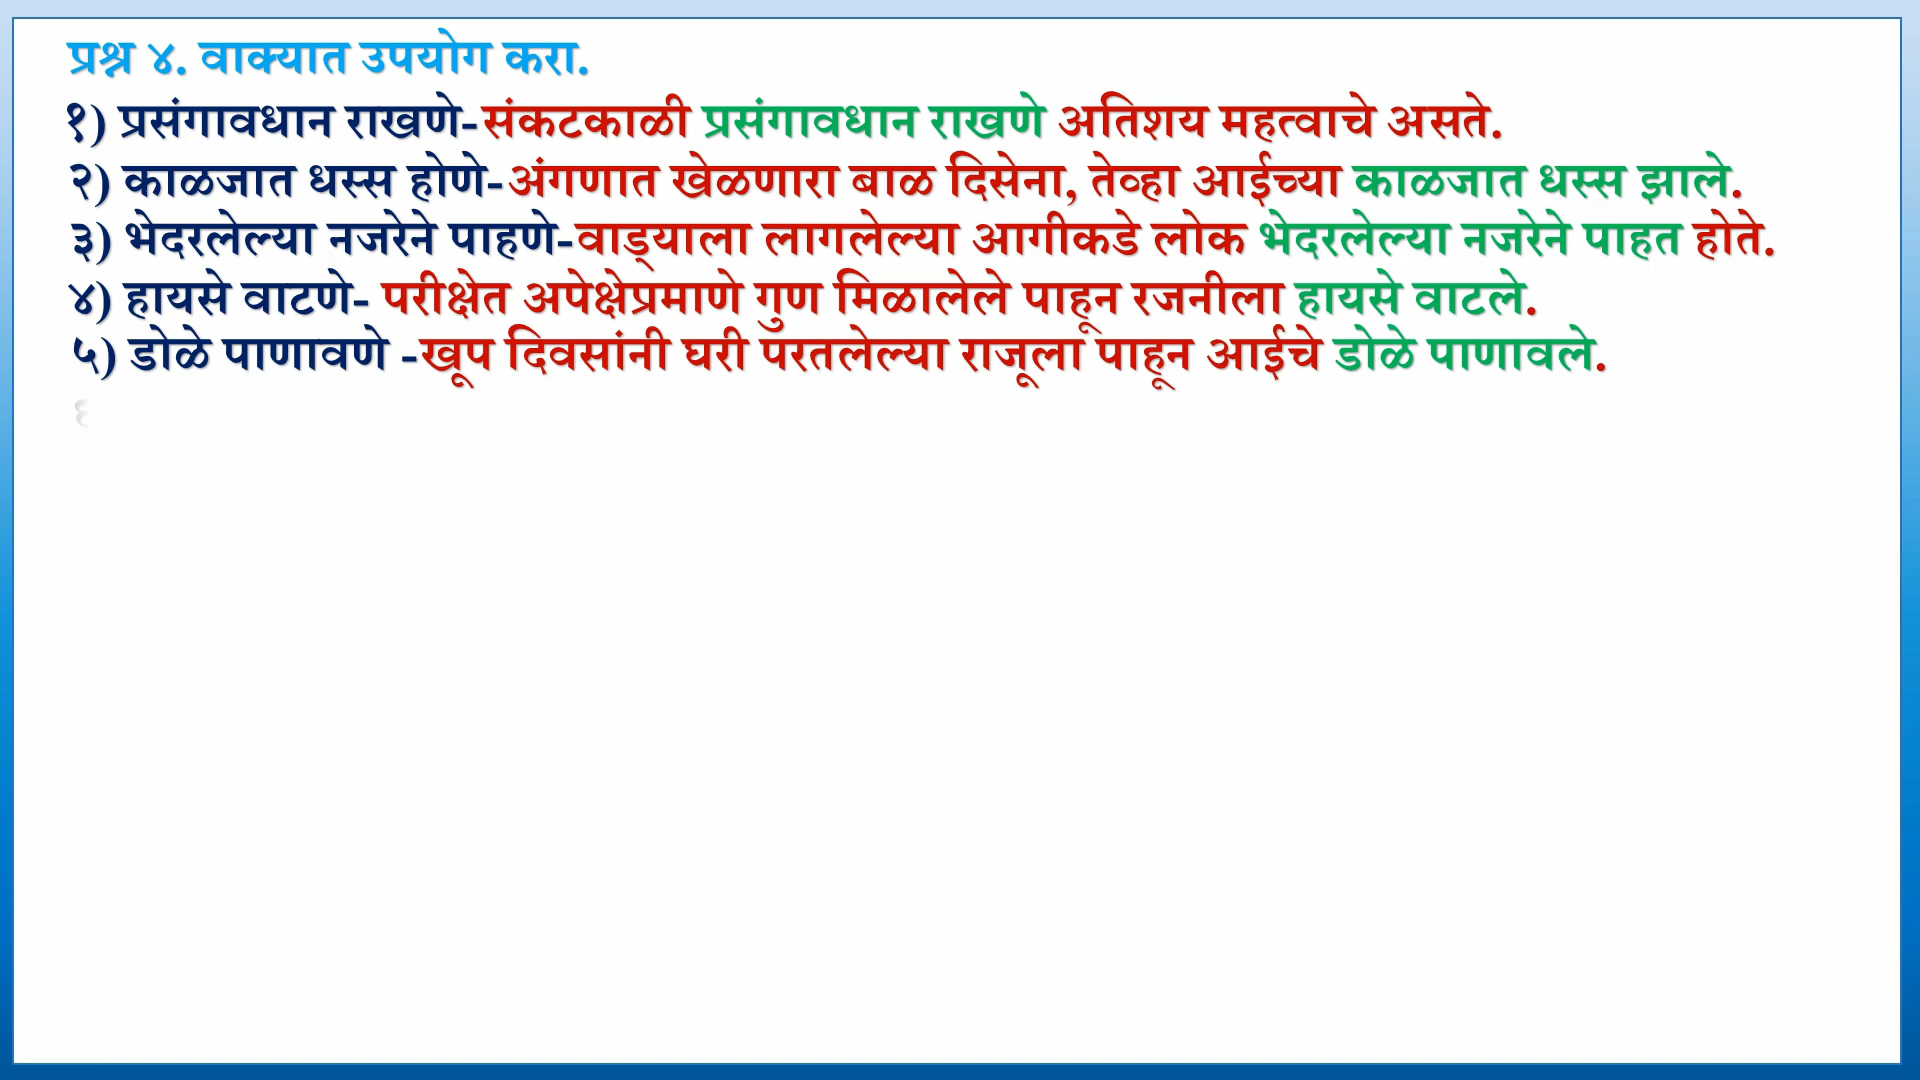 प्रश्न ४. वाक्यात उपयोग करा.
१) प्रसंगावधान राखणे-संकटकाळी प्रसंगावधान राखणे अतिशय महत्वाचे असते.
२) काळजात धस्स होणे-अंगणात खेळणारा बाळ दिसेना, तेव्हा आईच्या काळजात धस्स झाले.
३) भेदरलेल्या नजरेने पाहणे-वाड्याला लागलेल्या आगीकडे लोक भेदरलेल्या नजरेने पाहत होते.
४) हायसे वाटणे- परीक्षेत अपेक्षेप्रमाणे गुण मिळालेले पाहून रजनीला हायसे वाटले.
५) डोळे पाणावणे -खूप दिवसांनी घरी परतलेल्या राजूला पाहून आईचे डोळे पाणावले.